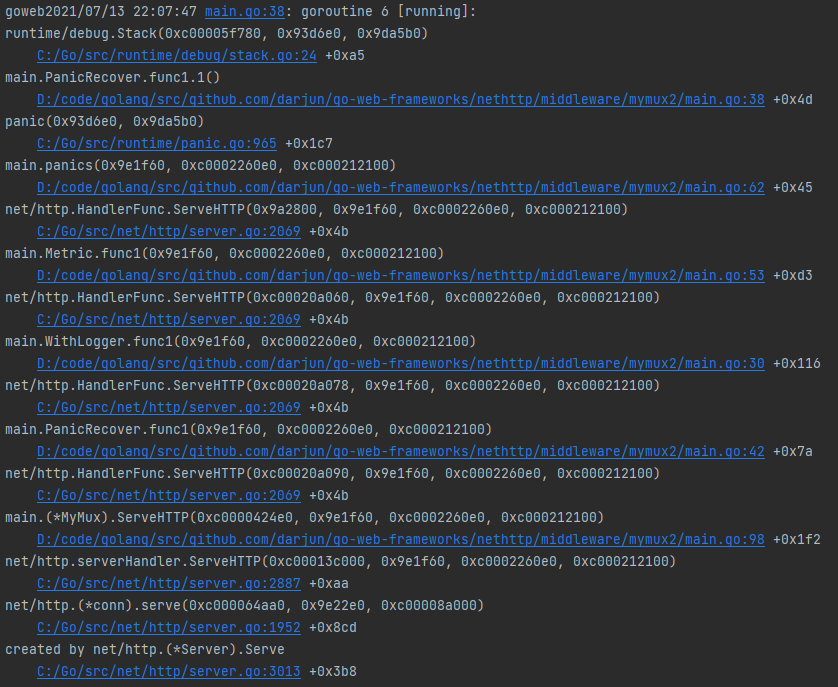 goweb2021/07/13 22:07:47 main.go:38: goroutine 6 [running]:
runtime/debug.Stack(0xc00005f780, 0x93d6e0, 0x9da5b0)
C:/Go/src/runtime/debug/stack.go:24 +0xa5
main.PanicRecover.func1.1()
D:/code/golang/src/github.com/darjun/go-web-frameworks/nethttp/middleware/mymux2/main.go:38 +0x4d
panic(0x93d6e0, 0x9da5b0)
C:/Go/src/runtime/panic.go:965 +0x1c7
main.panics(0x9e1f60, 0xc0002260e0, 0xc000212100)
D:/code/golang/src/github.com/darjun/go-web-frameworks/nethttp/middleware/mymux2/main.go:62 +0x45
net/http.HandlerFunc.ServeHTTP(0x9a2800, 0x9e1f60, 0xc0002260e0, 0xc000212100)
C:/Go/src/net/http/server.go:2069 +0x4b
main.Metric.func1(0x9e1f60, 0xc0002260e0, 0xc000212100)
D:/code/golang/src/github.com/darjun/go-web-frameworks/nethttp/middleware/mymux2/main.go:53 +0xd3
net/http.HandlerFunc.ServeHTTP(0xc00020a060, 0x9e1f60, 0xc0002260e0, 0xc000212100)
C:/Go/src/net/http/server.go:2069 +0x4b
main.WithLogger.func1(0x9e1f60, 0xc0002260e0, 0xc000212100)
D:/code/golang/src/github.com/darjun/go-web-frameworks/nethttp/middleware/mymux2/main.go:30 +0x116
net/http.HandlerFunc.ServeHTTP(0xc00020a078, 0x9e1f60, 0xc0002260e0, 0xc000212100)
C:/Go/src/net/http/server.go:2069 +0x4b
main.PanicRecover.func1(0x9e1f60, 0xc0002260e0, 0xc000212100)
D:/code/golang/src/github.com/darjun/go-web-frameworks/nethttp/middleware/mymux2/main.go:42 +0x7a
net/http.HandlerFunc.ServeHTTP(0xc00020a090, 0x9e1f60, 0xc0002260e0, 0xc000212100)
C:/Go/src/net/http/server.go:2069 +0x4b
main.(*MyMux).ServeHTTP(0xc0000424e0, 0x9e1f60, 0xc0002260e0, 0xc000212100)
D:/code/golang/src/github.com/darjun/go-web-frameworks/nethttp/middleware/mymux2/main.go:98 +0x1f2
net/http.serverHandler.ServeHTTP(0xc00013c000, 0x9e1f60, 0xc0002260e0, 0xc000212100)
C:/Go/src/net/http/server.go:2887 +0xaa
net/http.(*conn).serve(0xc000064aa0, 0x9e22e0, 0xc00008a000)
C:/Go/src/net/http/server.go:1952 +0x8cd
created by net/http.(*Server).Serve
C:/Go/src/net/http/server.go:3013 +0x3b8